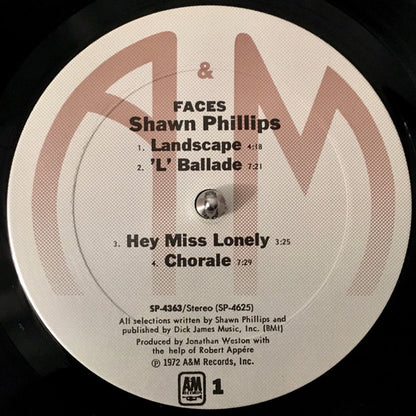 A&M
FACES
Shawn Phillips
1. Landscape 4:18
2. 'L' Ballade 7:21
3. Hey Miss Lonely 3:25
4. Chorale 7:29
SP-4363/Stereo (SP-4625)
All selections written by Shawn Phillips and
published by Dick James Music, Inc. (BMI)
Produced by Jonathan Weston with
the help of Robert Appére
℗ 1972 A&M Records, Inc.
A&M RECORDS 1